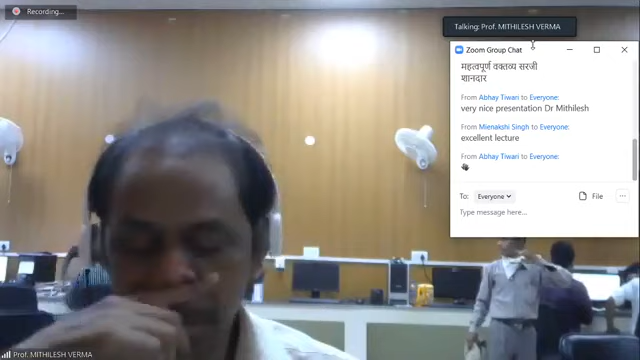 Recording...
Talking: Prof. MITHILESH VERMA
Zoom Group Chat
महत्वपूर्ण वक्तव्य सरजी
शानदार
From Abhay Tiwari to Everyone:
very nice presentation Dr Mithilesh
From Mienakshi Singh to Everyone:
excellent lecture
From Abhay Tiwari to Everyone:
To: Everyone
File
Type message here...
Prof. MITHILESH VERMA